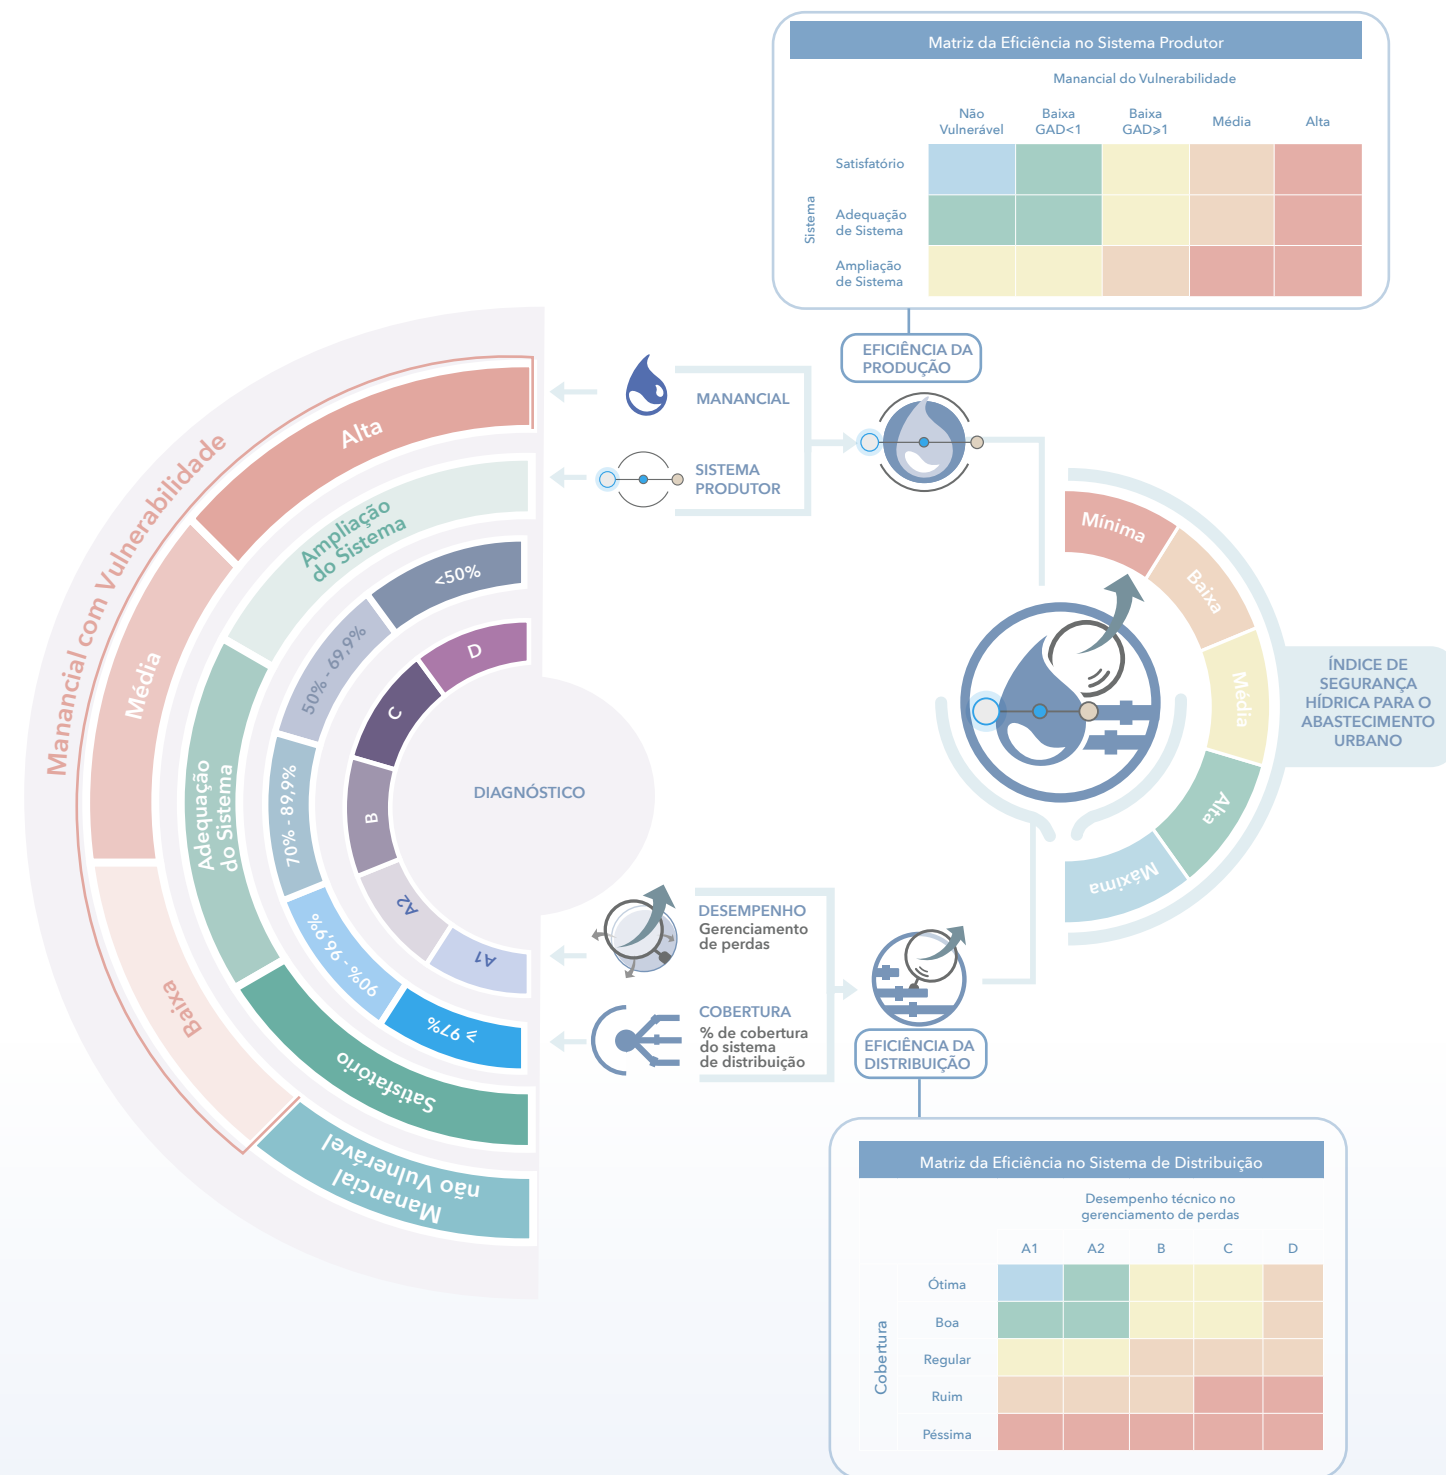 Matriz da Eficiência no Sistema Produtor
Manancial do Vulnerabilidade
Não
Vulnerável
Baixa
GAD<1
Baixa
GAD⩾1
Média
Alta
Sistema
Satisfatório
Adequação
de Sistema
Ampliação
de Sistema
EFICIÊNCIA DA
PRODUÇÃO
MANANCIAL
SISTEMA
PRODUTOR
Manancial com Vulnerabilidade
Alta
Média
Baixa
Manancial
não Vulnerável
Ampliação
do Sistema
Adequação
do Sistema
Satisfatório
<50%
50% - 69,9%
70% - 89,9%
90% - 96,9%
⩾ 97%
D
C
B
A2
A1
DIAGNÓSTICO
Mínima
Baixa
Média
Alta
Máxima
ÍNDICE DE
SEGURANÇA
HÍDRICA PARA O
ABASTECIMENTO
URBANO
DESEMPENHO
Gerenciamento
de perdas
COBERTURA
% de cobertura
do sistema
de distribuição
EFICIÊNCIA DA
DISTRIBUIÇÃO
Matriz da Eficiência no Sistema de Distribuição
Desempenho técnico no
gerenciamento de perdas
A1 A2 B C D
Cobertura
Ótima
Boa
Regular
Ruim
Péssima